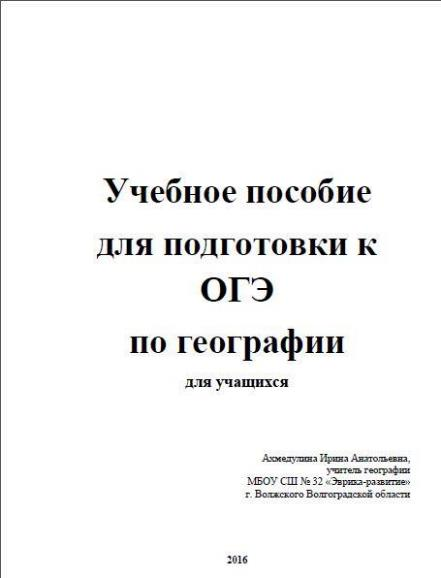 Учебное пособие
для подготовки к
ОГЭ
по географии
для учащихся
Ахмедулина Ирина Анатольевна,
учитель географии
МБОУ СШ № 32 «Эврика-развитие»
г. Волжского Волгоградской области
2016